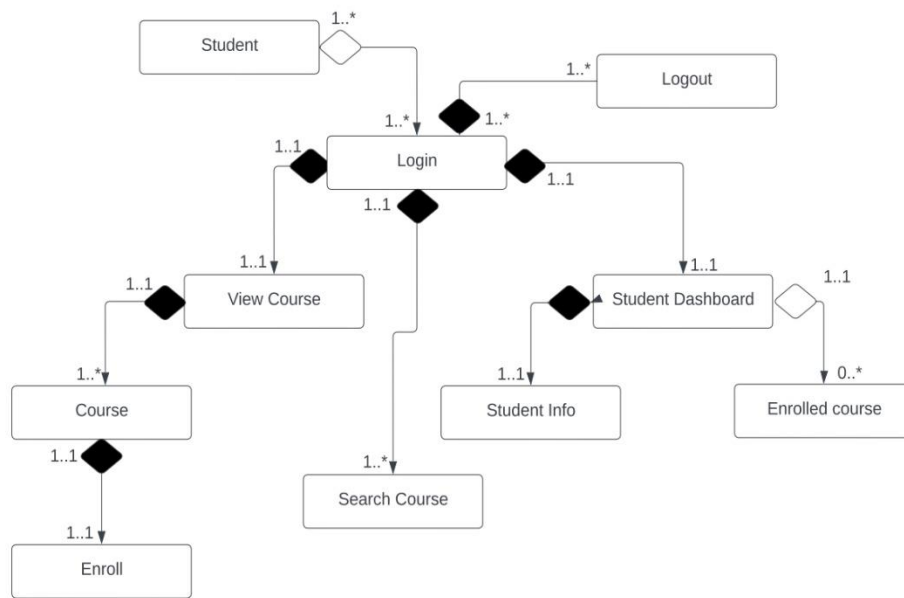 1..*
Student
1..*
Logout
1..*
1..*
1..1
Login
1..1
1..1
1..1
1..1
1..1
View Course
Student Dashboard
1..1
1..*
1..1
0..*
Course
Student Info
Enrolled course
1..1
1..*
Search Course
1..1
Enroll